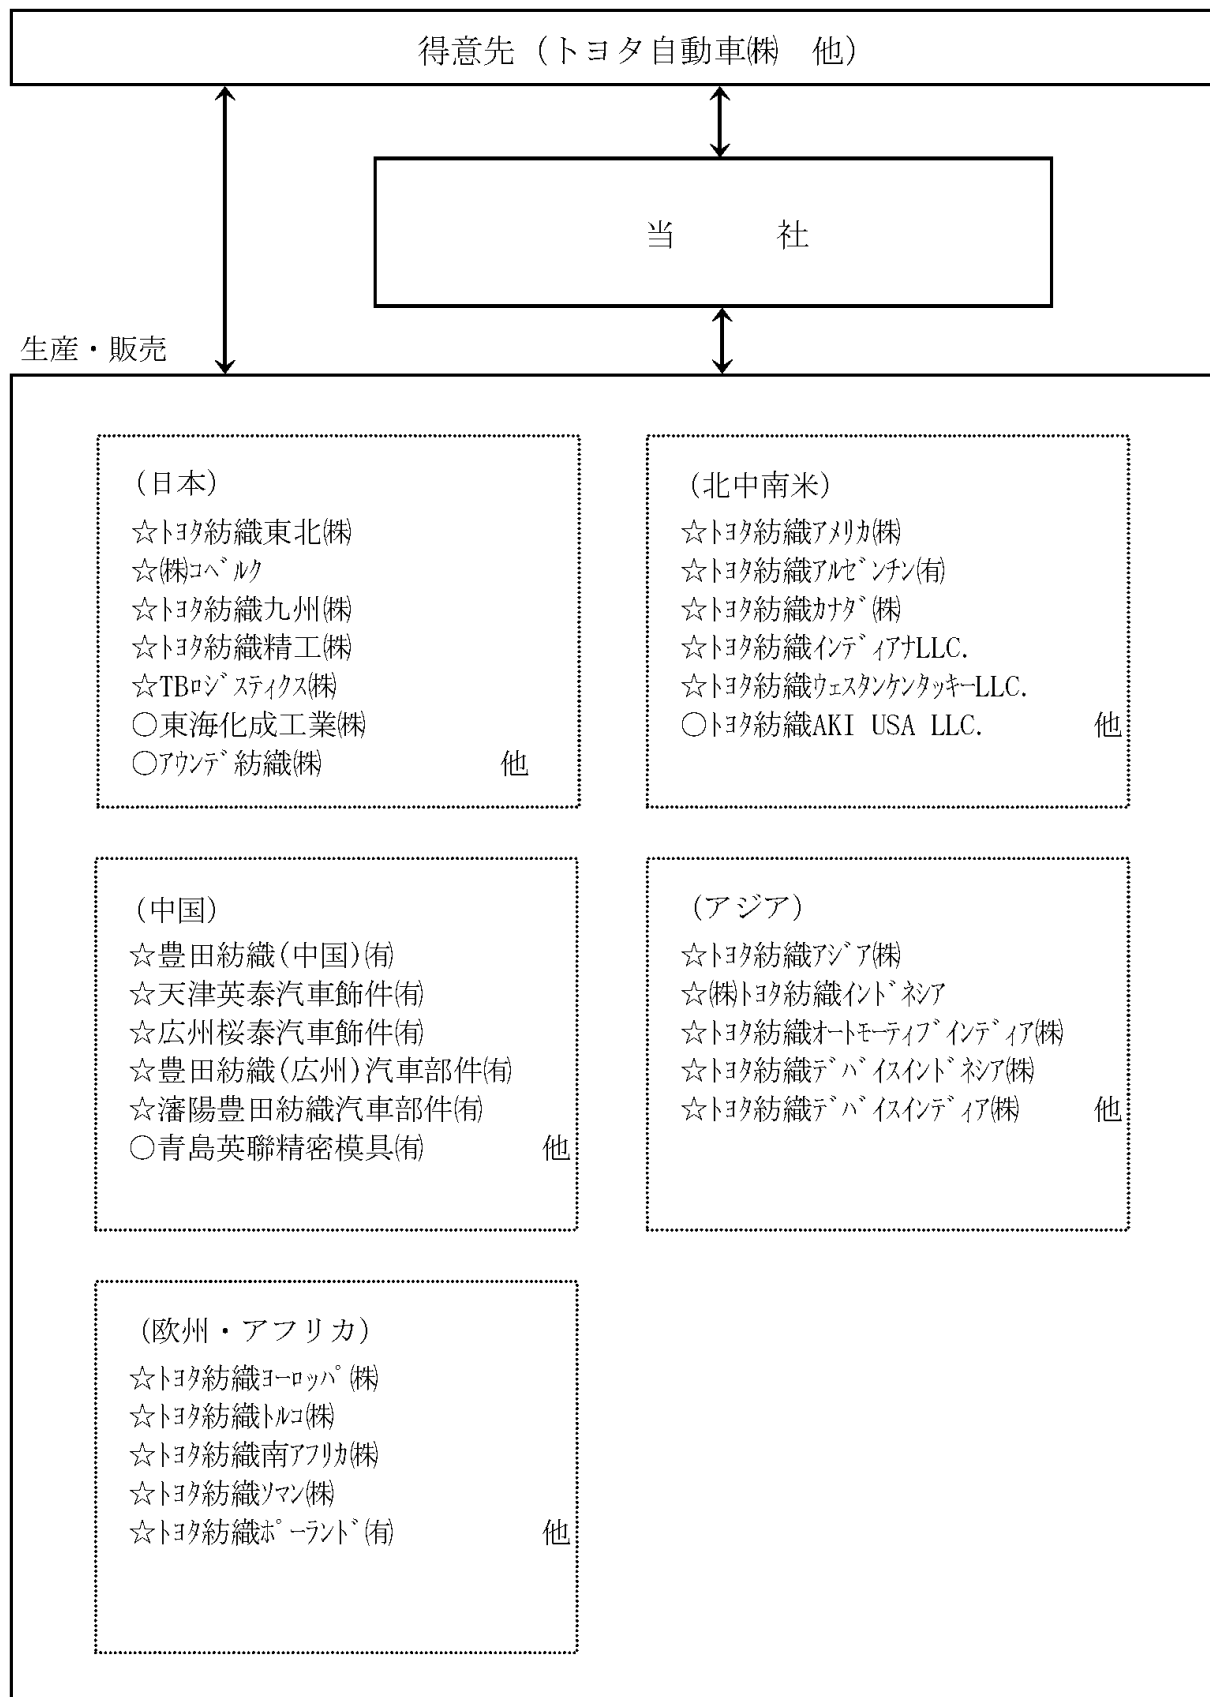 得意先（トヨタ自動車㈱　他）
当　　　社
生産・販売
（日本）
☆ﾄﾖﾀ紡織東北㈱
☆㈱ｺﾍﾞﾙｸ
☆ﾄﾖﾀ紡織九州㈱
☆ﾄﾖﾀ紡織精工㈱
☆TBﾛｼﾞｽﾃｨｸｽ㈱
○東海化成工業㈱
○ｱｳﾝﾃﾞ紡織㈱　他
（北中南米）
☆ﾄﾖﾀ紡織ｱﾒﾘｶ㈱
☆ﾄﾖﾀ紡織ｱﾙｾﾞﾝﾁﾝ㈲
☆ﾄﾖﾀ紡織ｶﾅﾀﾞ㈱
☆ﾄﾖﾀ紡織ｲﾝﾃﾞｨｱﾅLLC.
☆ﾄﾖﾀ紡織ｳｪｽﾀﾝｹﾝﾀｯｷｰLLC.
○ﾄﾖﾀ紡織AKI USA LLC.　他
（中国）
☆豊田紡織(中国)㈲
☆天津英泰汽車飾件㈲
☆広州桜泰汽車飾件㈲
☆豊田紡織(広州)汽車部件㈲
☆瀋陽豊田紡織汽車部件㈲
○青島英聯精密模具㈲　他
（アジア）
☆ﾄﾖﾀ紡織ｱｼﾞｱ㈱
☆㈱ﾄﾖﾀ紡織ｲﾝﾄﾞﾈｼｱ
☆ﾄﾖﾀ紡織ｵｰﾄﾓｰﾃｨﾌﾞｲﾝﾃﾞｨｱ㈱
☆ﾄﾖﾀ紡織ﾃﾞﾊﾞｲｽｲﾝﾄﾞﾈｼｱ㈱
☆ﾄﾖﾀ紡織ﾃﾞﾊﾞｲｽｲﾝﾃﾞｨｱ㈱　他
（欧州・アフリカ）
☆ﾄﾖﾀ紡織ﾖｰﾛｯﾊﾟ㈱
☆ﾄﾖﾀ紡織ﾄﾙｺ㈱
☆ﾄﾖﾀ紡織南ｱﾌﾘｶ㈱
☆ﾄﾖﾀ紡織ｿﾏﾝ㈱
☆ﾄﾖﾀ紡織ﾎﾟｰﾗﾝﾄﾞ㈲　他